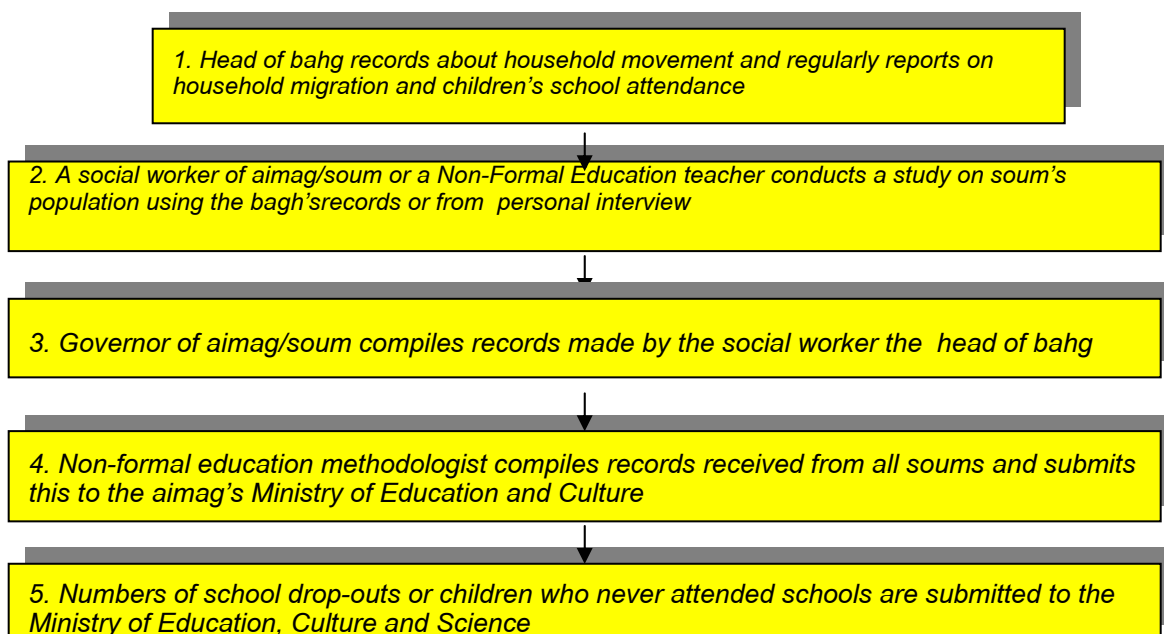 1. Head of bahg records about household movement and regularly reports on
household migration and children's school attendance
2. A social worker of aimag/soum or a Non-Formal Education teacher conducts a study on soum's
population using the bagh'srecords or from personal interview
3. Governor of aimag/soum compiles records made by the social worker the head of bahg
4. Non-formal education methodologist compiles records received from all soums and submits
this to the aimag's Ministry of Education and Culture
5. Numbers of school drop-outs or children who never attended schools are submitted to the
Ministry of Education, Culture and Science